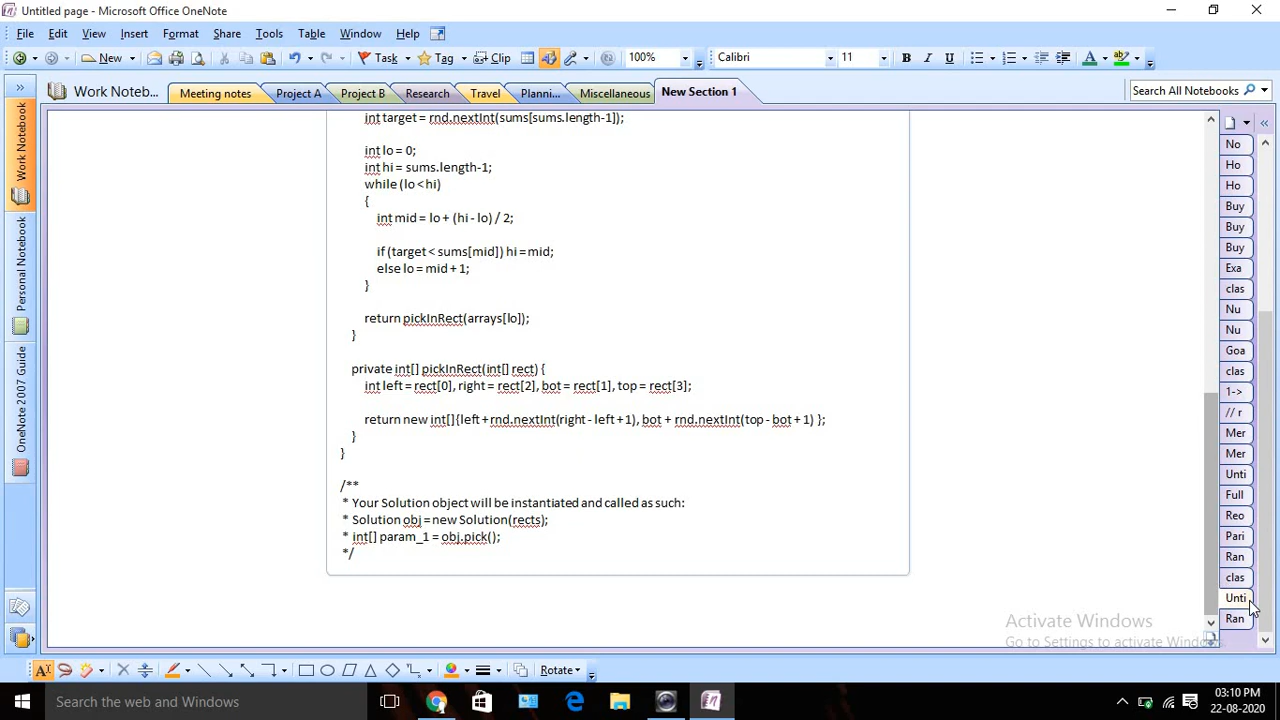 Untitled page - Microsoft Office OneNote
File Edit View Insert Format Share Tools Table Window Help
New Task Tag Clip 100% Calibri 11 B I U
Work Noteb... Meeting notes Project A Project B Research Travel Planni... Miscellaneous New Section 1 Search All Notebooks
Work Notebook
Personal Notebook
OneNote 2007 Guide
int target = rnd.nextInt(sums[sums.length-1]);
int lo = 0;
int hi = sums.length-1;
while (lo < hi)
{
int mid = lo + (hi - lo) / 2;
if (target < sums[mid]) hi = mid;
else lo = mid + 1;
}
return pickInRect(arrays[lo]);
}
private int[] pickInRect(int[] rect) {
int left = rect[0], right = rect[2], bot = rect[1], top = rect[3];
return new int[]{left + rnd.nextInt(right - left + 1), bot + rnd.nextInt(top - bot + 1) };
}
}
/**
* Your Solution object will be instantiated and called as such:
* Solution obj = new Solution(rects);
* int[] param_1 = obj.pick();
*/
No
Ho
Ho
Buy
Buy
Buy
Exa
clas
Nu
Nu
Goa
clas
1->
// r
Mer
Mer
Unti
Full
Reo
Pari
Ran
clas
Unti
Ran
Activate Windows
Go to Settings to activate Windows.
Rotate
Search the web and Windows
03:10 PM
22-08-2020